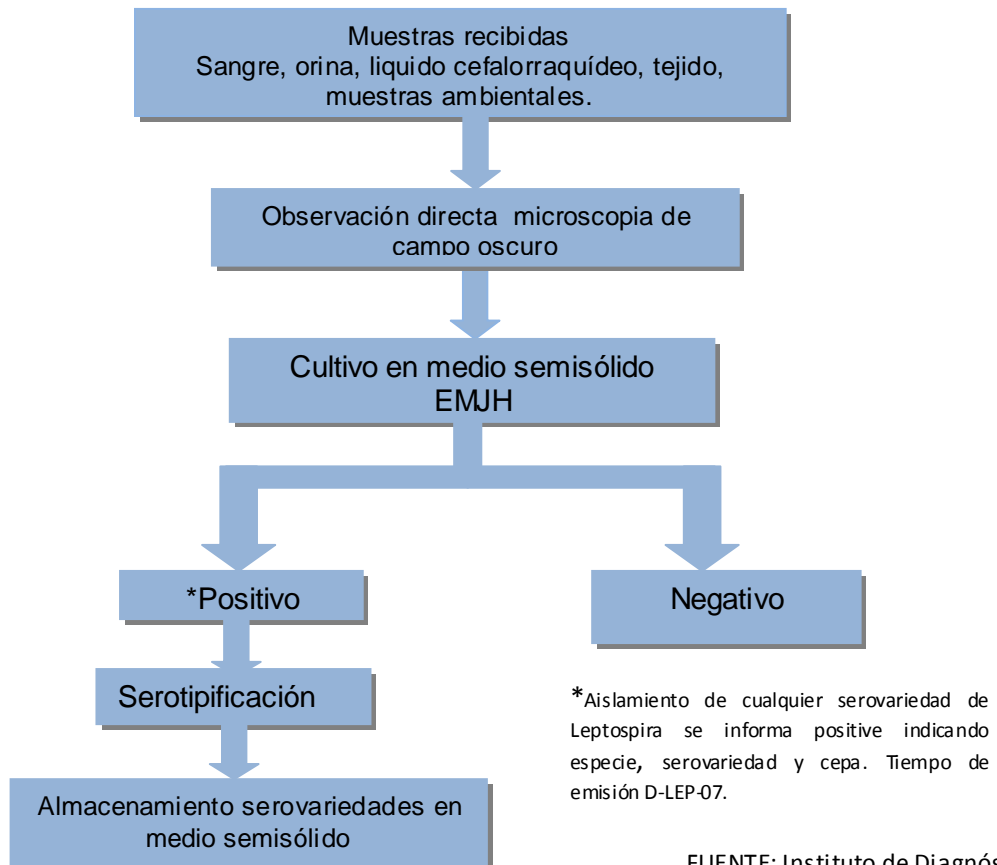 Muestras recibidas
Sangre, orina, liquido cefalorraquídeo, tejido,
muestras ambientales.
Observación directa microscopia de
campo oscuro
Cultivo en medio semisólido
EMJH
*Positivo
Negativo
Serotipificación
Almacenamiento serovariedades en
medio semisólido
*Aislamiento de cualquier serovariedad de
Leptospira se informa positive indicando
especie, serovariedad y cepa. Tiempo de
emisión D-LEP-07.
FUENTE: Instituto de